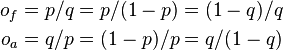 o_f = p/q = p/(1 − p) = (1 − q)/q
o_a = q/p = (1 − p)/p = q/(1 − q)